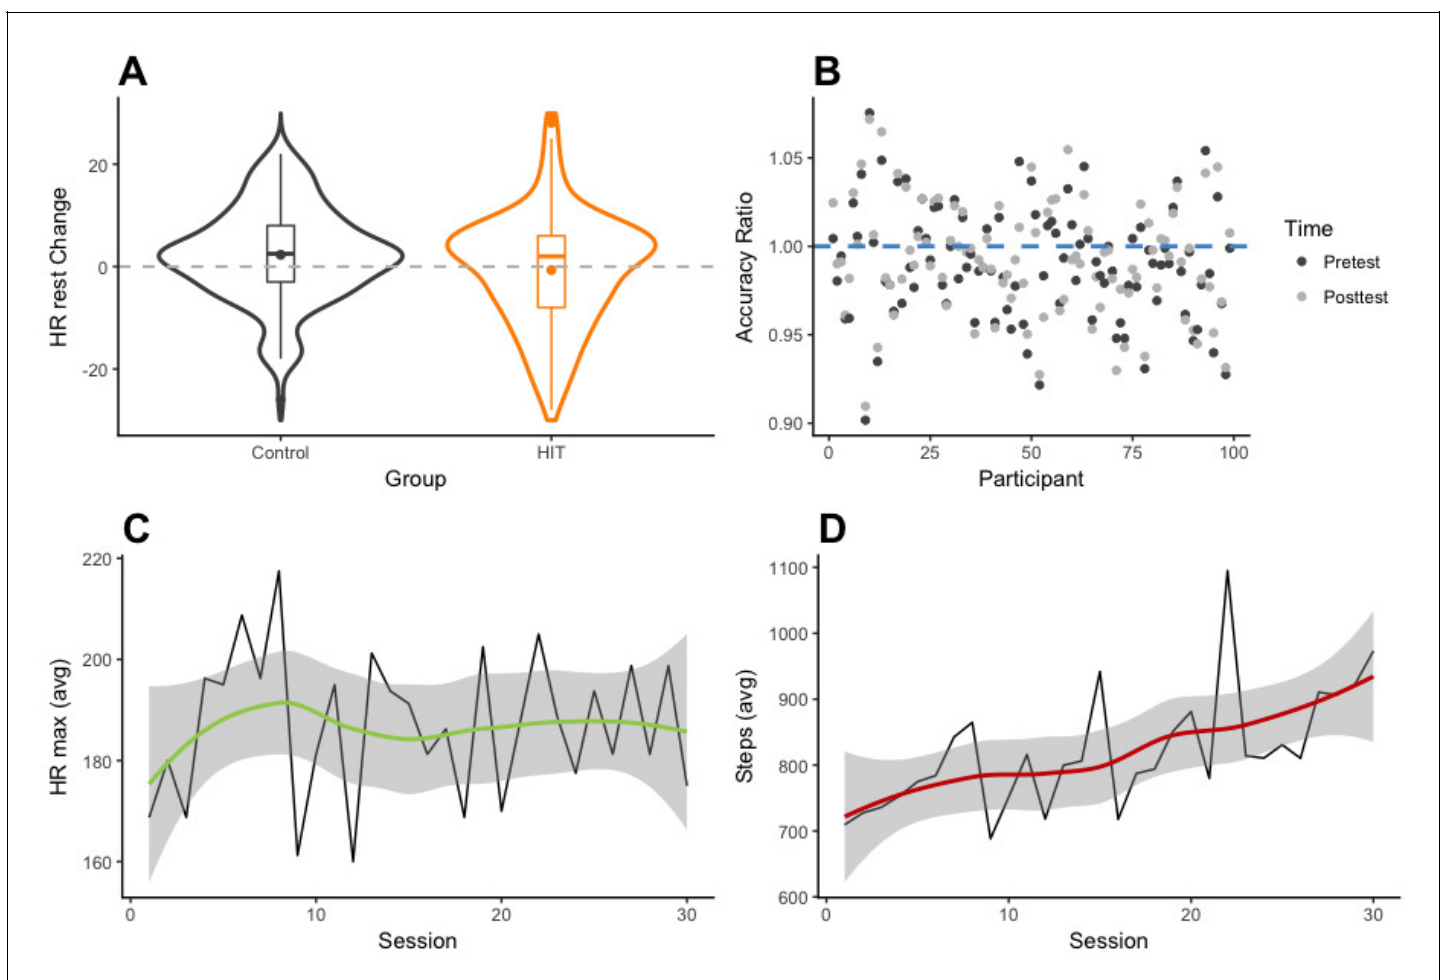 A
HR rest Change
20
0
-20
Control
HIT
Group
B
Accuracy Ratio
1.05
1.00
0.95
0.90
0
25
50
75
100
Participant
Time
Pretest
Posttest
C
HR max (avg)
220
200
180
160
0
10
20
30
Session
D
Steps (avg)
1100
1000
900
800
700
600
0
10
20
30
Session